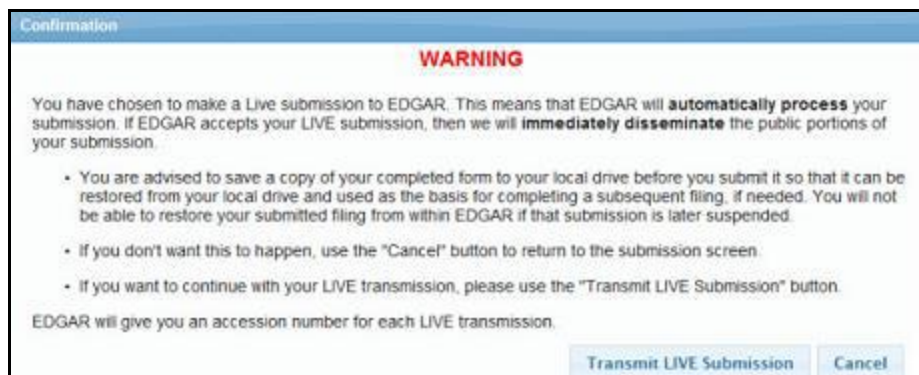 Confirmation
WARNING
You have chosen to make a Live submission to EDGAR. This means that EDGAR will automatically process your
submission. If EDGAR accepts your LIVE submission, then we will immediately disseminate the public portions of
your submission.
• You are advised to save a copy of your completed form to your local drive before you submit it so that it can be
restored from your local drive and used as the basis for completing a subsequent filing, if needed. You will not
be able to restore your submitted filing from within EDGAR if that submission is later suspended.
• If you don't want this to happen, use the "Cancel" button to return to the submission screen.
• If you want to continue with your LIVE transmission, please use the "Transmit LIVE Submission" button.
EDGAR will give you an accession number for each LIVE transmission.
Transmit LIVE Submission Cancel